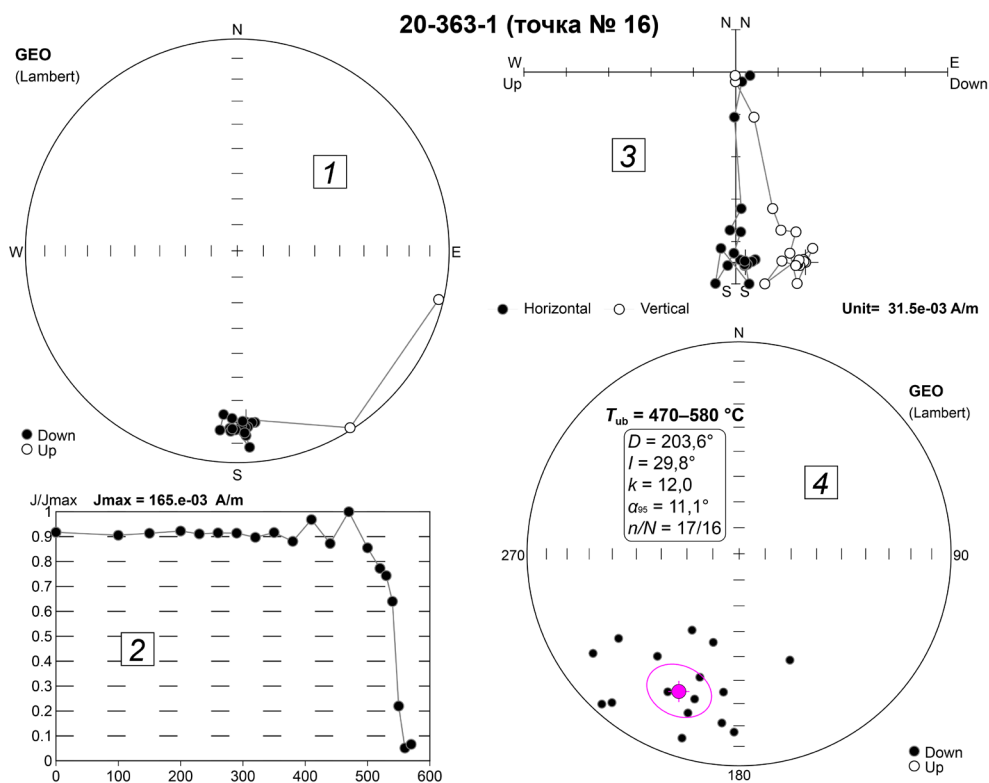 20-363-1 (точка № 16)
GEO
(Lambert)
N
W
E
S
1
Down
Up
N N
W
Up
E
Down
3
S S
Horizontal Vertical
Unit= 31.5e-03 A/m
J/Jmax Jmax = 165.e-03 A/m
1
0.9
0.8
0.7
0.6
0.5
0.4
0.3
0.2
0.1
0
0 100 200 300 400 500 600
2
N
GEO
(Lambert)
Tub = 470–580 °C
D = 203,6°
I = 29,8°
k = 12,0
α95 = 11,1°
n/N = 17/16
4
270
90
180
Down
Up